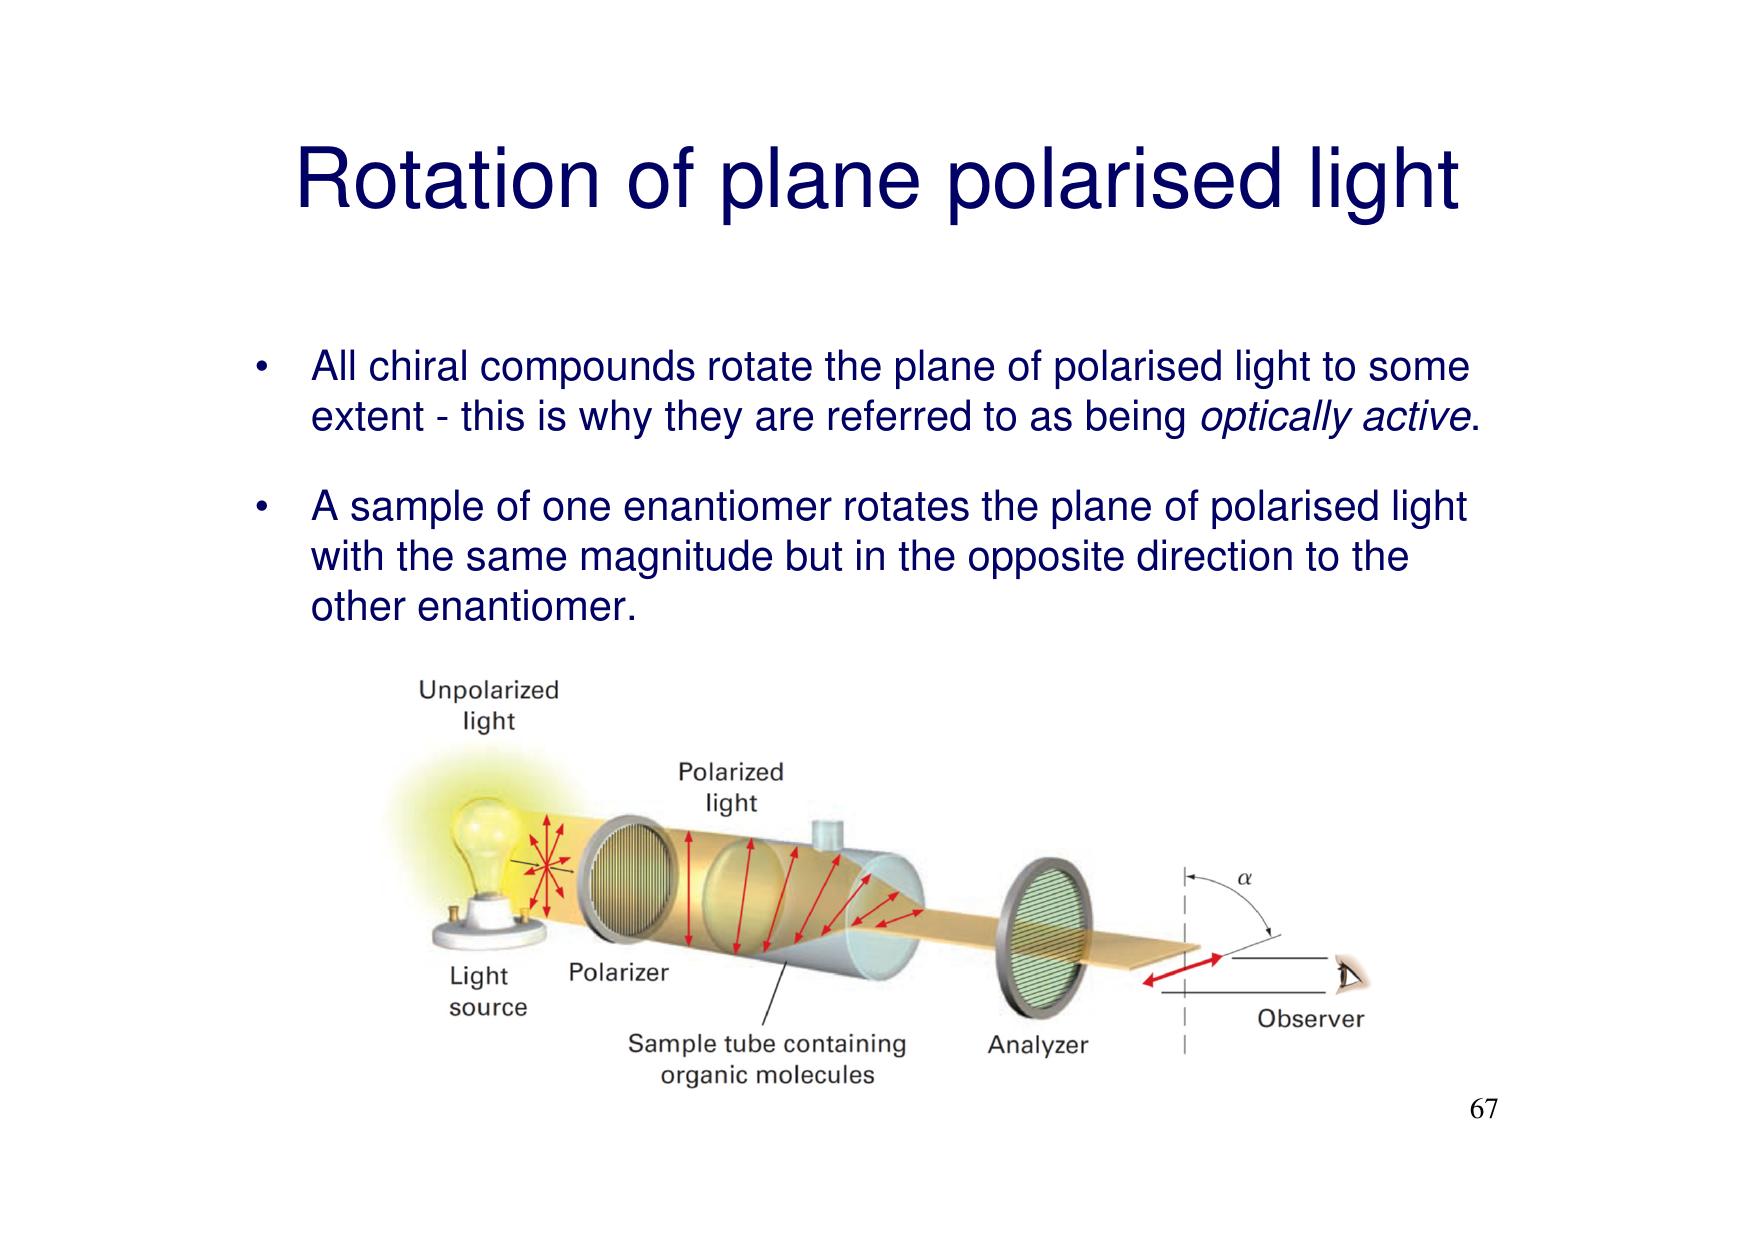 Rotation of plane polarised light
• All chiral compounds rotate the plane of polarised light to some
extent - this is why they are referred to as being optically active.
• A sample of one enantiomer rotates the plane of polarised light
with the same magnitude but in the opposite direction to the
other enantiomer.
Unpolarized
light
Polarized
light
α
Light
source
Polarizer
Sample tube containing
organic molecules
Analyzer
Observer
67